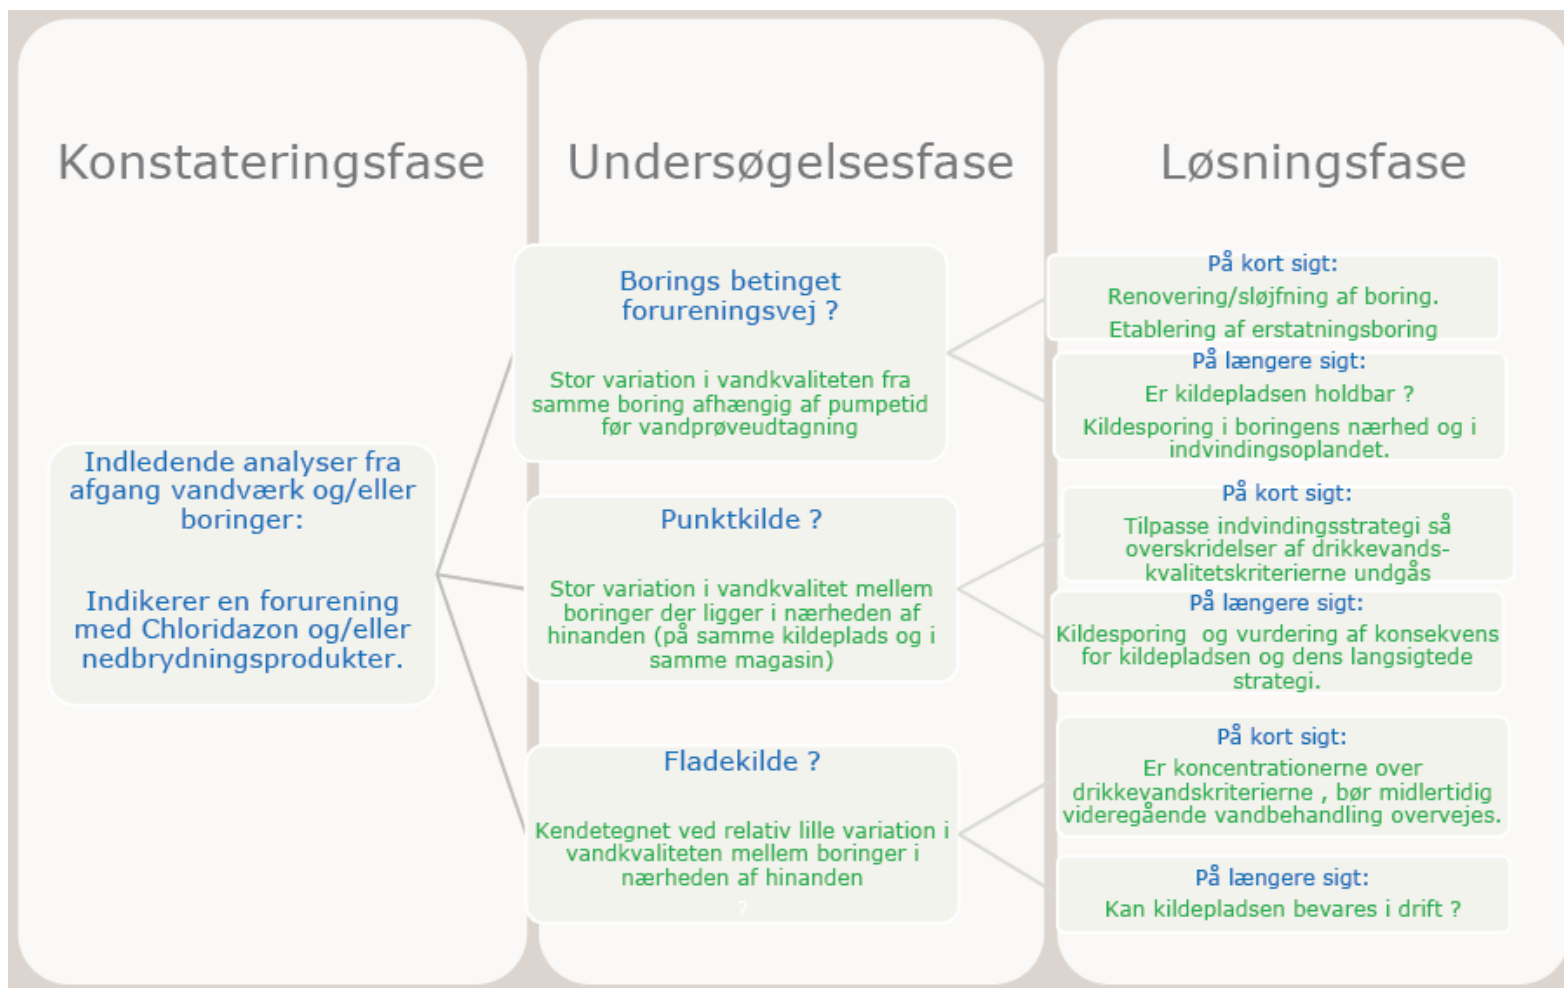 Konstateringsfase
Indledende analyser fra
afgang vandværk og/eller
boringer:
Indikerer en forurening
med Chloridazon og/eller
nedbrydningsprodukter.
Undersøgelsesfase
Borings betinget
forureningsvej ?
Stor variation i vandkvaliteten fra
samme boring afhængig af pumpetid
før vandprøveudtagning
Punktkilde ?
Stor variation i vandkvalitet mellem
boringer der ligger i nærheden af
hinanden (på samme kildeplads og i
samme magasin)
Fladekilde ?
Kendetegnet ved relativ lille variation i
vandkvaliteten mellem boringer i
nærheden af hinanden
?
Løsningsfase
På kort sigt:
Renovering/sløjfning af boring.
Etablering af erstatningsboring
På længere sigt:
Er kildepladsen holdbar ?
Kildesporing i boringens nærhed og i
indvindingsoplandet.
På kort sigt:
Tilpasse indvindingsstrategi så
overskridelser af drikkevands-
kvalitetskriterierne undgås
På længere sigt:
Kildesporing  og vurdering af konsekvens
for kildepladsen og dens langsigtede
strategi.
På kort sigt:
Er koncentrationerne over
drikkevandskriterierne , bør midlertidig
videregående vandbehandling overvejes.
På længere sigt:
Kan kildepladsen bevares i drift ?